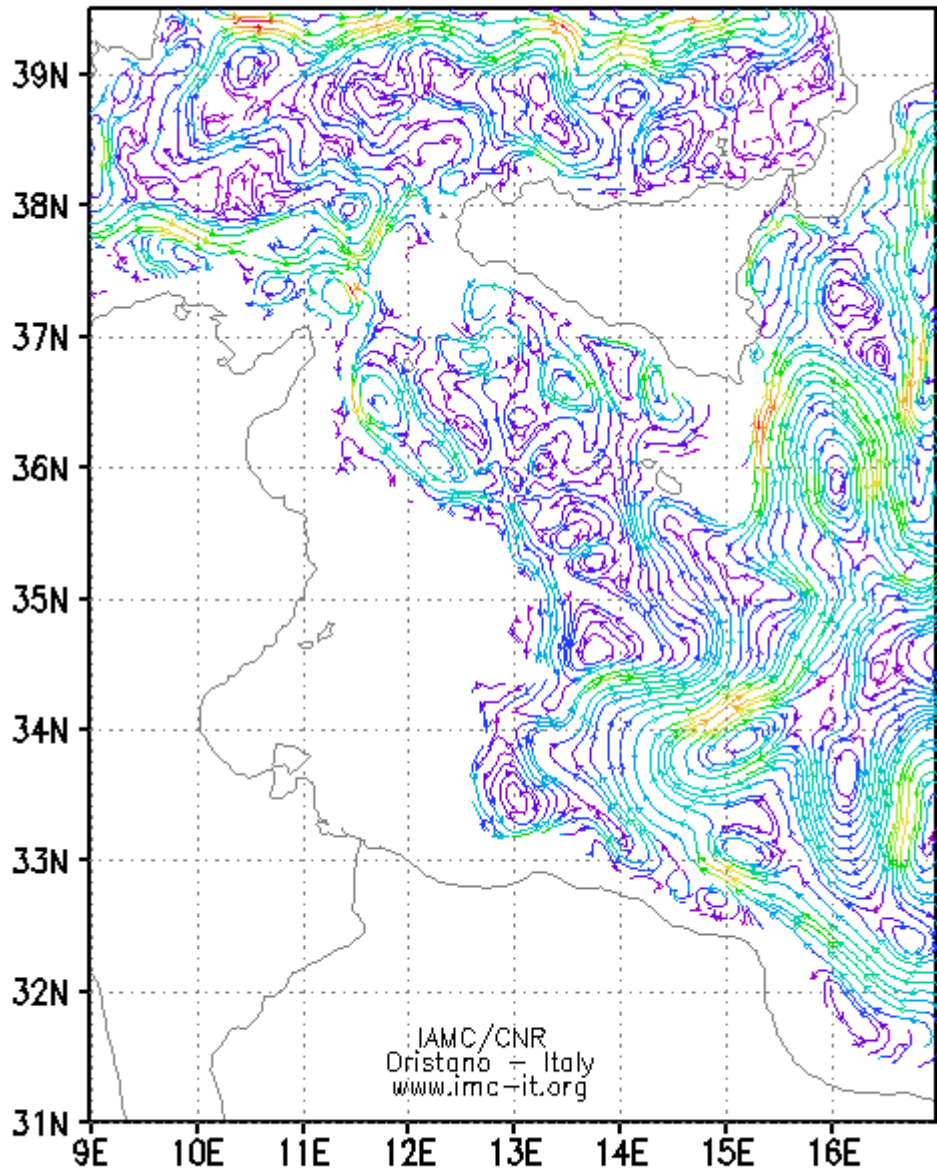 39N
38N
37N
36N
35N
34N
33N
32N
31N
IAMC/CNR
Oristano – Italy
www.imc-it.org
9E 10E 11E 12E 13E 14E 15E 16E